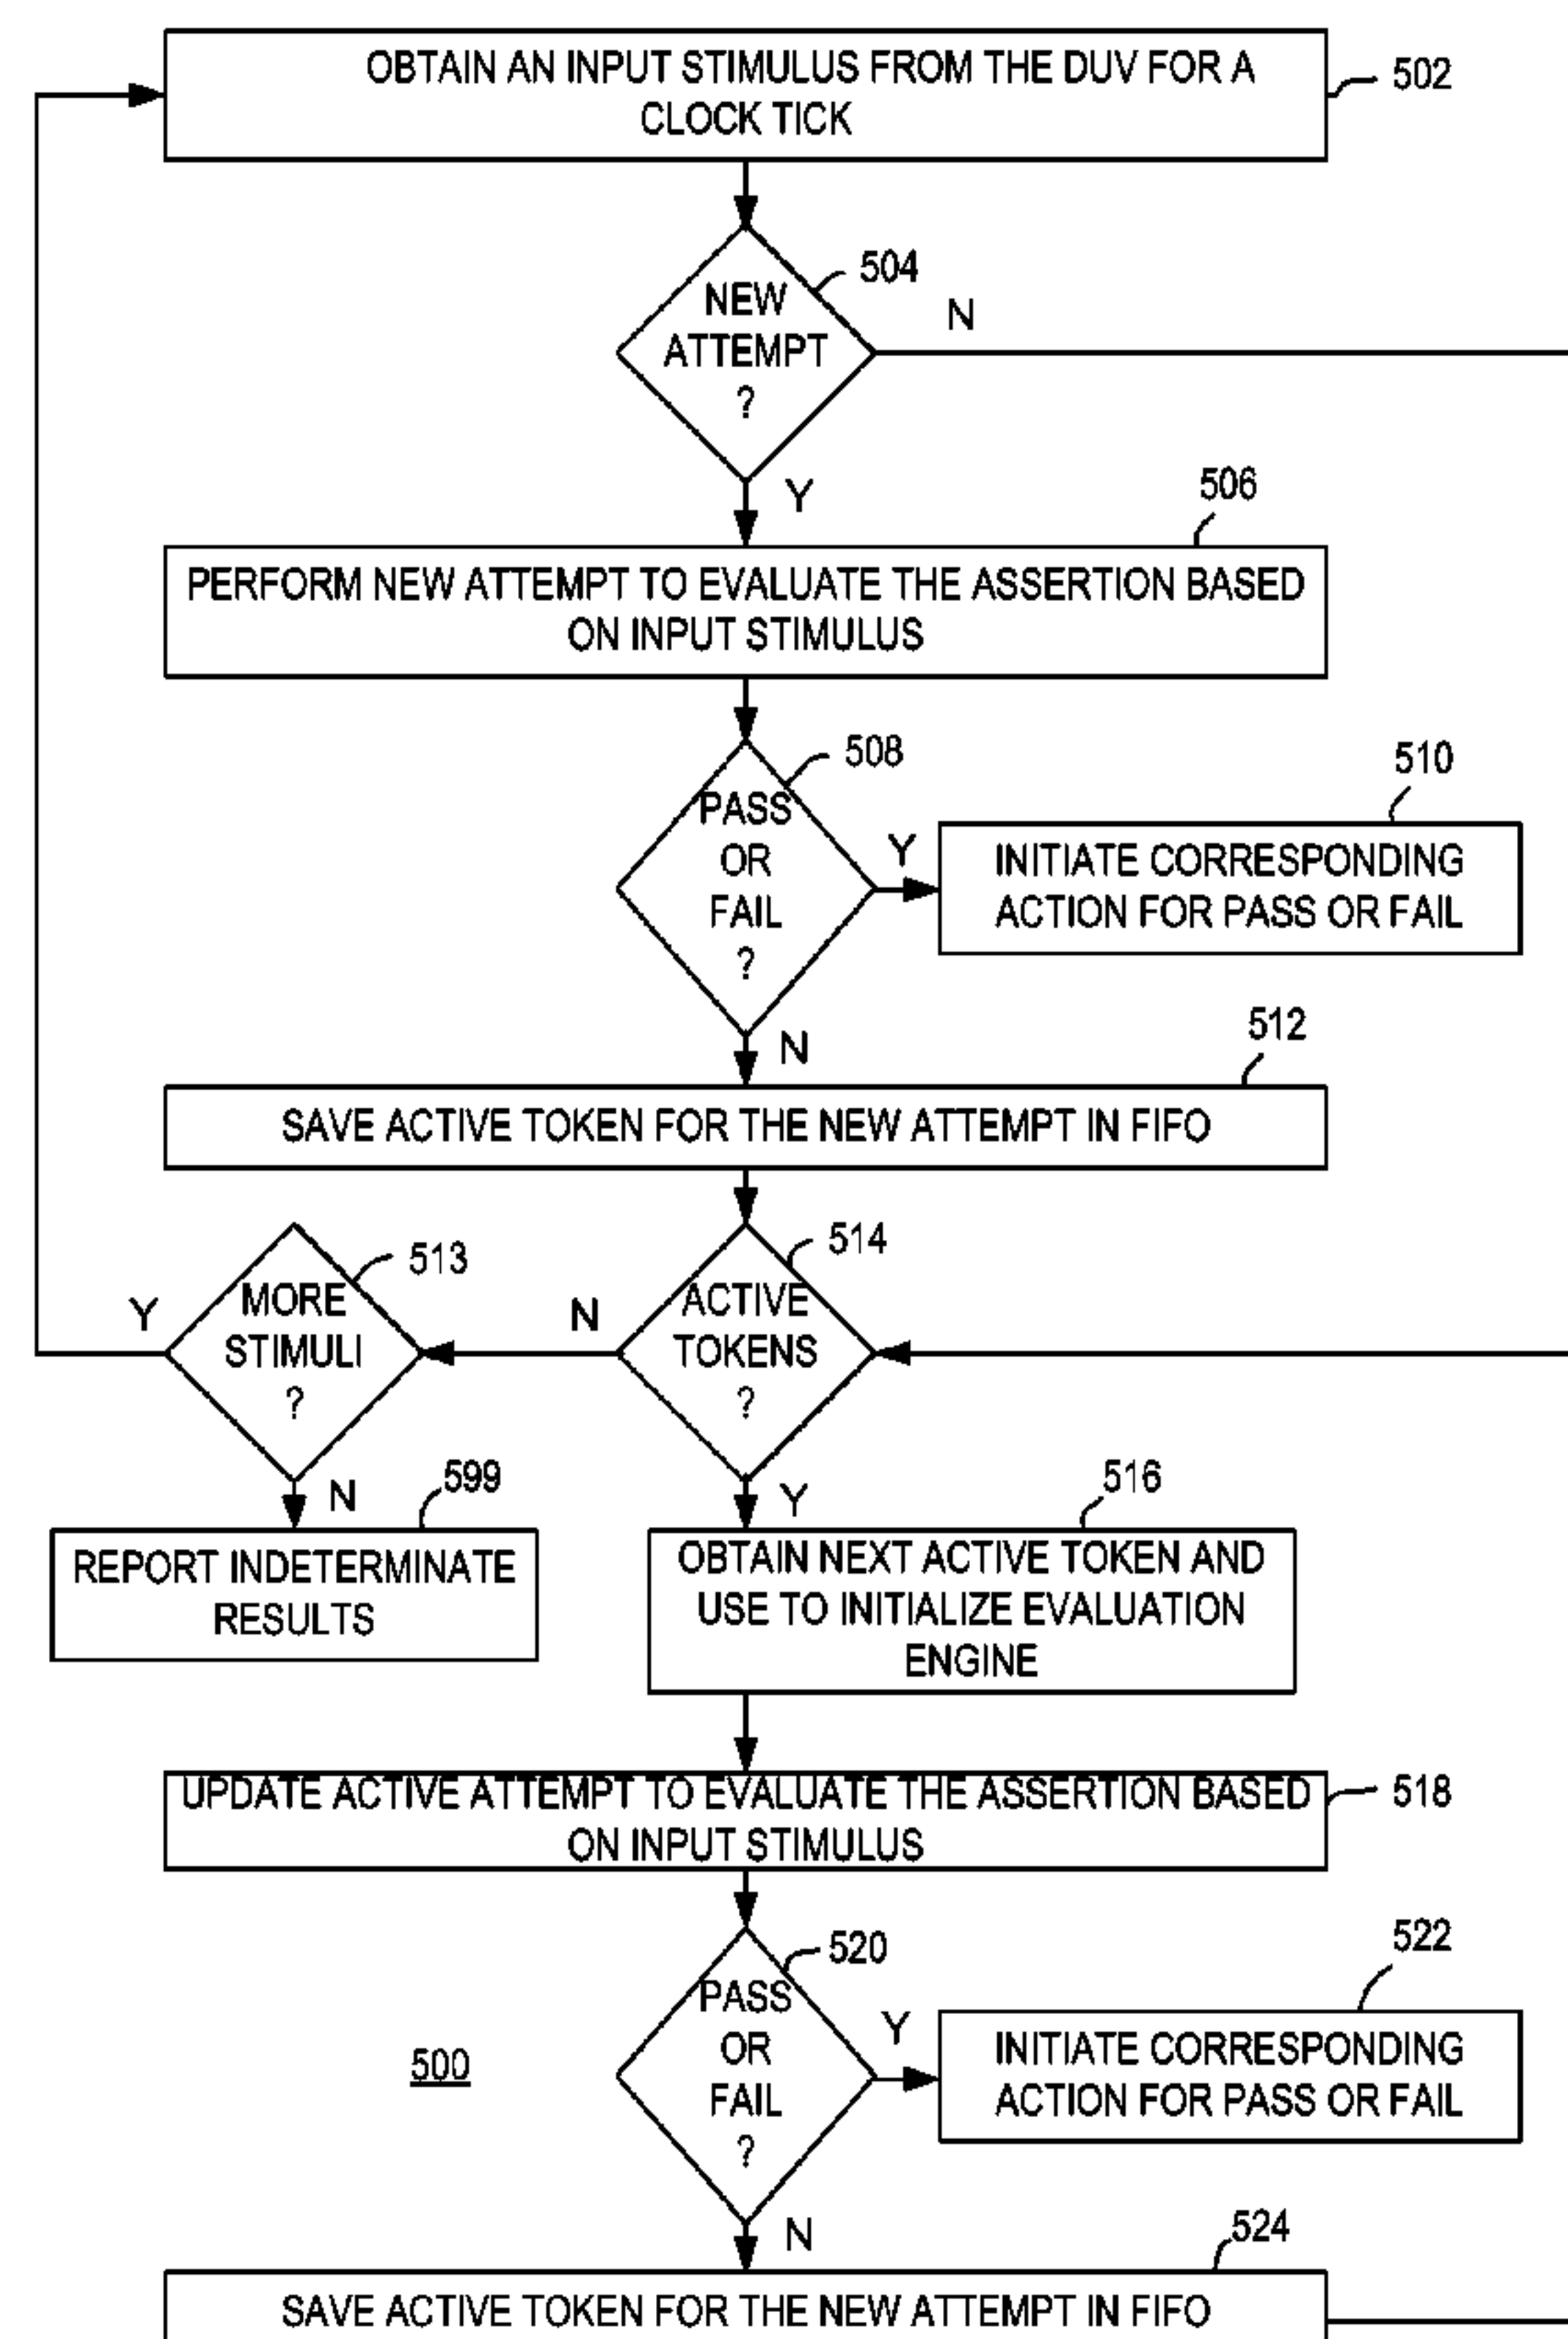 OBTAIN AN INPUT STIMULUS FROM THE DUV FOR A
CLOCK TICK
502
504
NEW
ATTEMPT
?
N
Y
506
PERFORM NEW ATTEMPT TO EVALUATE THE ASSERTION BASED
ON INPUT STIMULUS
508
PASS
OR
FAIL
?
Y
510
INITIATE CORRESPONDING
ACTION FOR PASS OR FAIL
N
512
SAVE ACTIVE TOKEN FOR THE NEW ATTEMPT IN FIFO
513
MORE
STIMULI
?
Y
N
514
ACTIVE
TOKENS
?
N
599
REPORT INDETERMINATE
RESULTS
Y
516
OBTAIN NEXT ACTIVE TOKEN AND
USE TO INITIALIZE EVALUATION
ENGINE
UPDATE ACTIVE ATTEMPT TO EVALUATE THE ASSERTION BASED
ON INPUT STIMULUS
518
520
PASS
OR
FAIL
?
Y
522
INITIATE CORRESPONDING
ACTION FOR PASS OR FAIL
500
N
524
SAVE ACTIVE TOKEN FOR THE NEW ATTEMPT IN FIFO